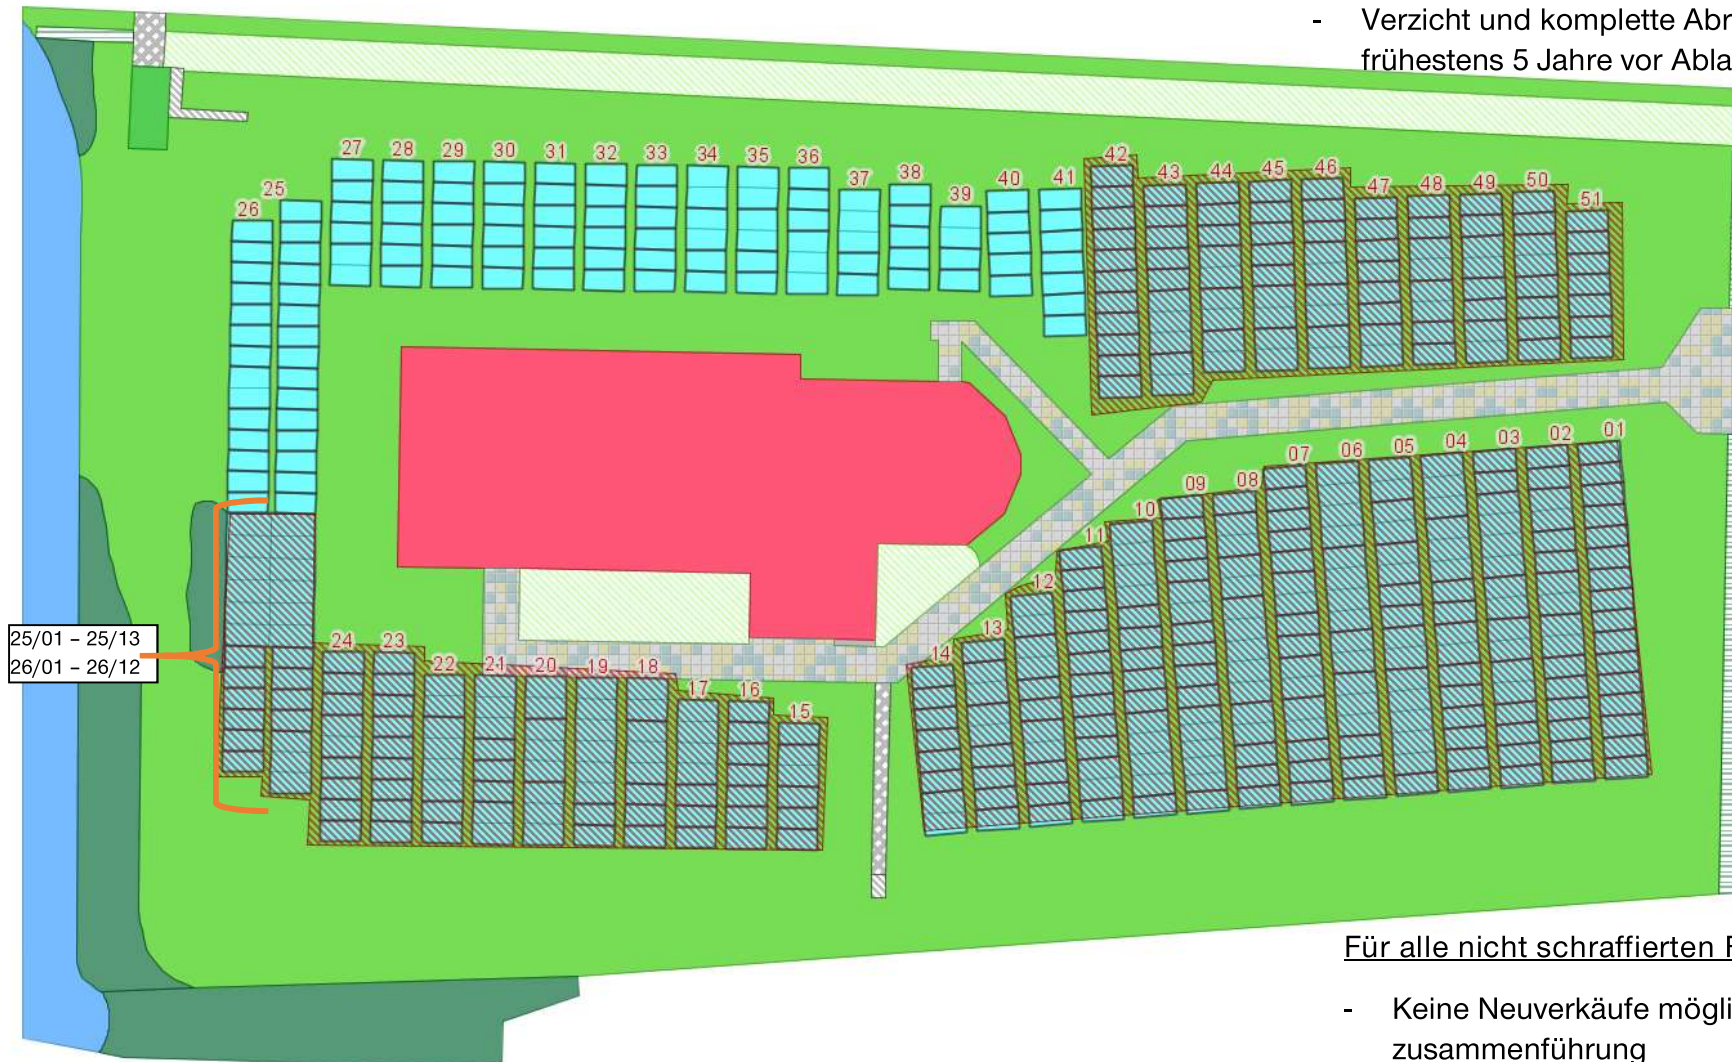 - Verzicht und komplette Abr
frühestens 5 Jahre vor Abla
27 28 29 30 31 32 33 34 35 36 37 38 39 40 41 42 43 44 45 46 47 48 49 50 51
25
26
07 06 05 04 03 02 01
09 08
10
11
12
13
14
25/01 – 25/13
26/01 – 26/12
24 23 22 21 20 19 18 17 16 15
Für alle nicht schraffierten F
- Keine Neuverkäufe mögli
zusammenführung